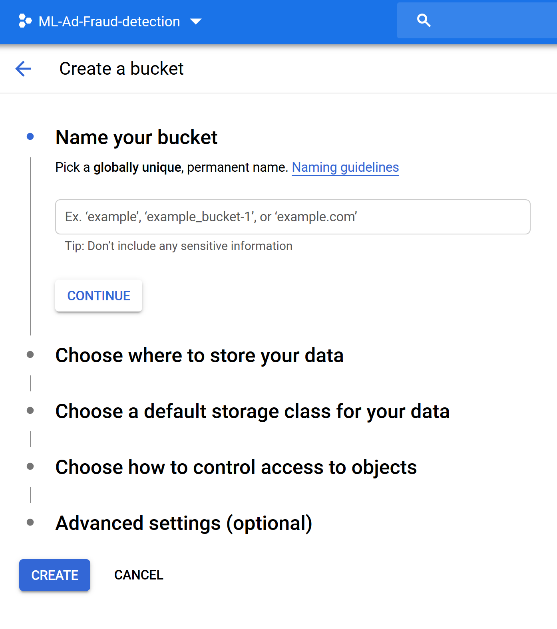 ML-Ad-Fraud-detection
Create a bucket
Name your bucket
Pick a globally unique, permanent name. Naming guidelines
Ex. ‘example’, ‘example_bucket-1’, or ‘example.com’
Tip: Don’t include any sensitive information
CONTINUE
Choose where to store your data
Choose a default storage class for your data
Choose how to control access to objects
Advanced settings (optional)
CREATE CANCEL